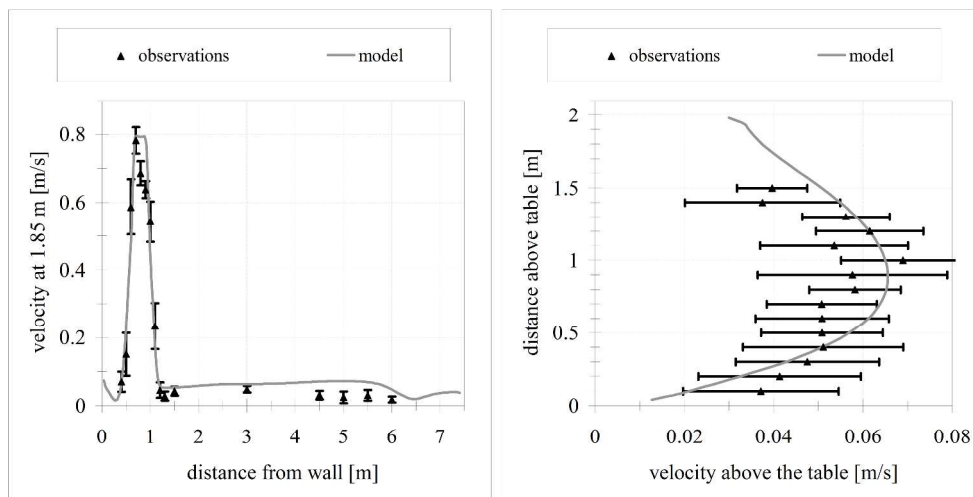 observations
model
0.8
0.6
0.4
0.2
0
velocity at 1.85 m [m/s]
0 1 2 3 4 5 6 7
distance from wall [m]
observations
model
2
1.5
1
0.5
0
distance above table [m]
0 0.02 0.04 0.06 0.08
velocity above the table [m/s]